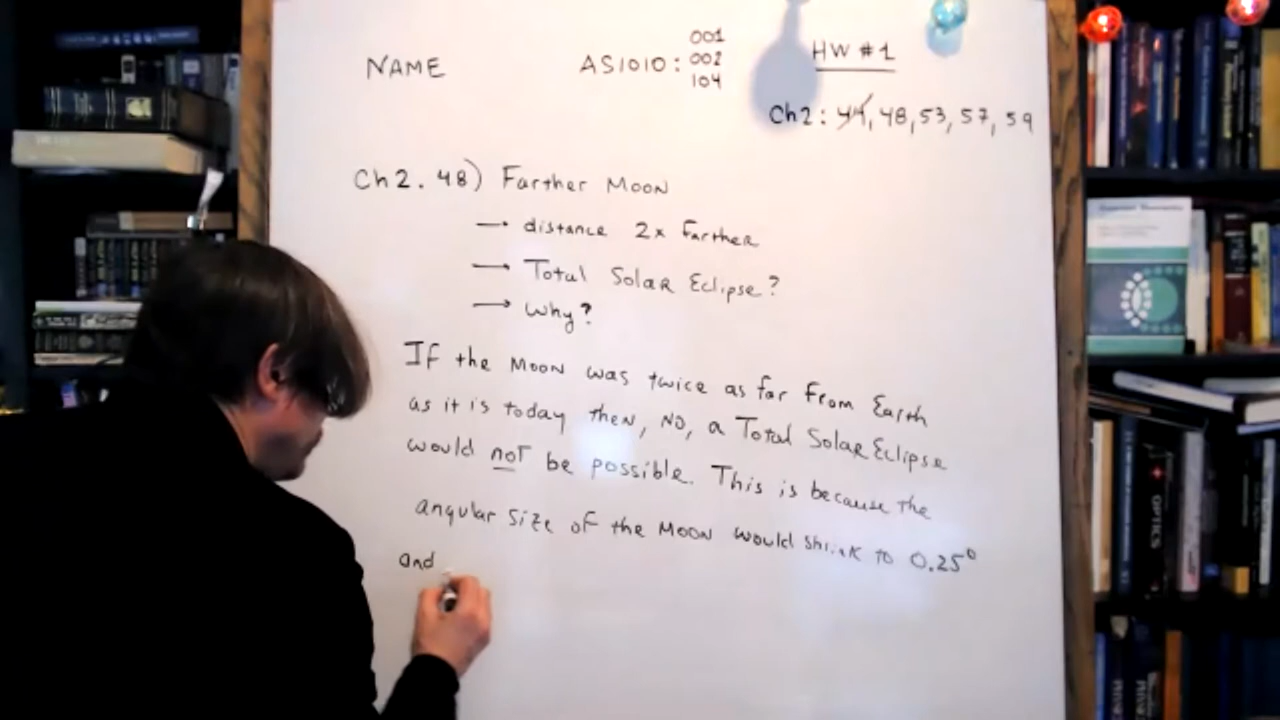 NAME
AS1010: 001
002
104
HW #1
Ch2: 44, 48, 53, 57, 59
Ch2. 48) Farther Moon
→ distance 2x farther
→ Total Solar Eclipse?
→ Why?
If the Moon was twice as far from Earth
as it is today then, NO, a Total Solar Eclipse
would not be possible. This is because the
angular size of the Moon would shrink to 0.25°
and
OPTICS